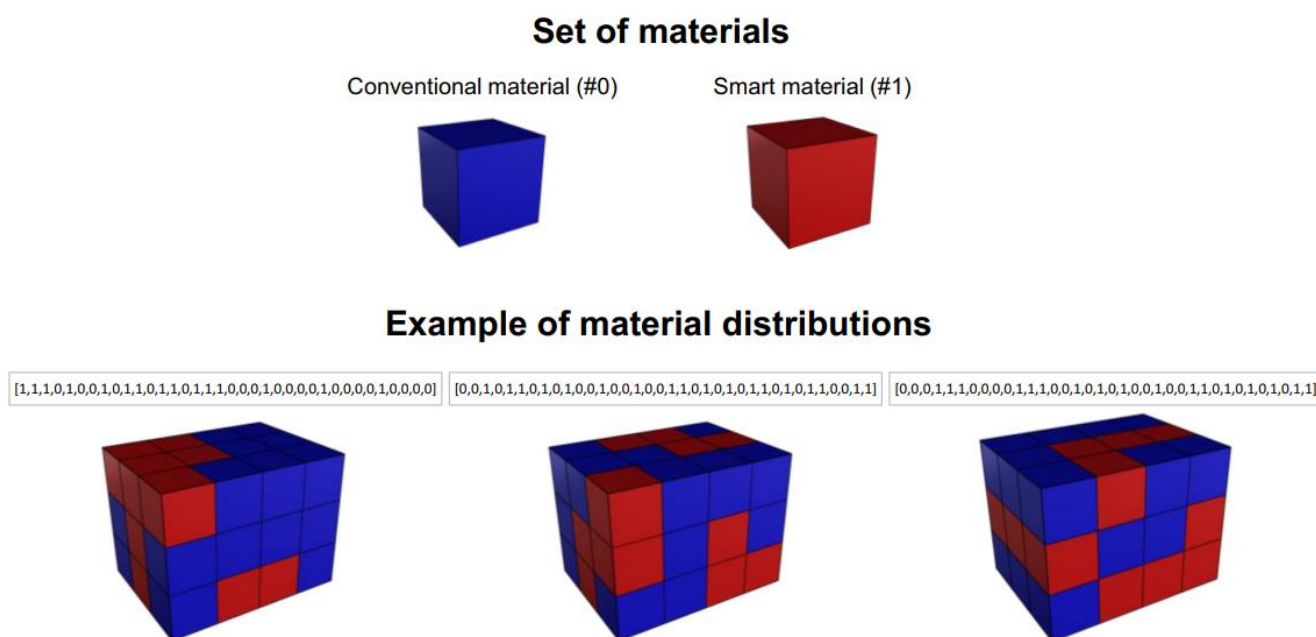 Set of materials
Conventional material (#0) Smart material (#1)
Example of material distributions
[1,1,1,0,1,0,0,1,0,1,1,0,1,1,0,1,1,1,0,0,0,1,0,0,0,0,1,0,0,0,0,1,0,0,0,0] [0,0,1,0,1,1,0,1,0,1,0,0,1,0,0,1,0,0,1,1,0,1,0,1,0,1,1,0,1,0,1,1,0,0,1,1] [0,0,0,1,1,1,0,0,0,0,1,1,1,0,0,1,0,1,0,1,0,0,1,0,0,1,1,0,1,0,1,0,1,0,1,1]